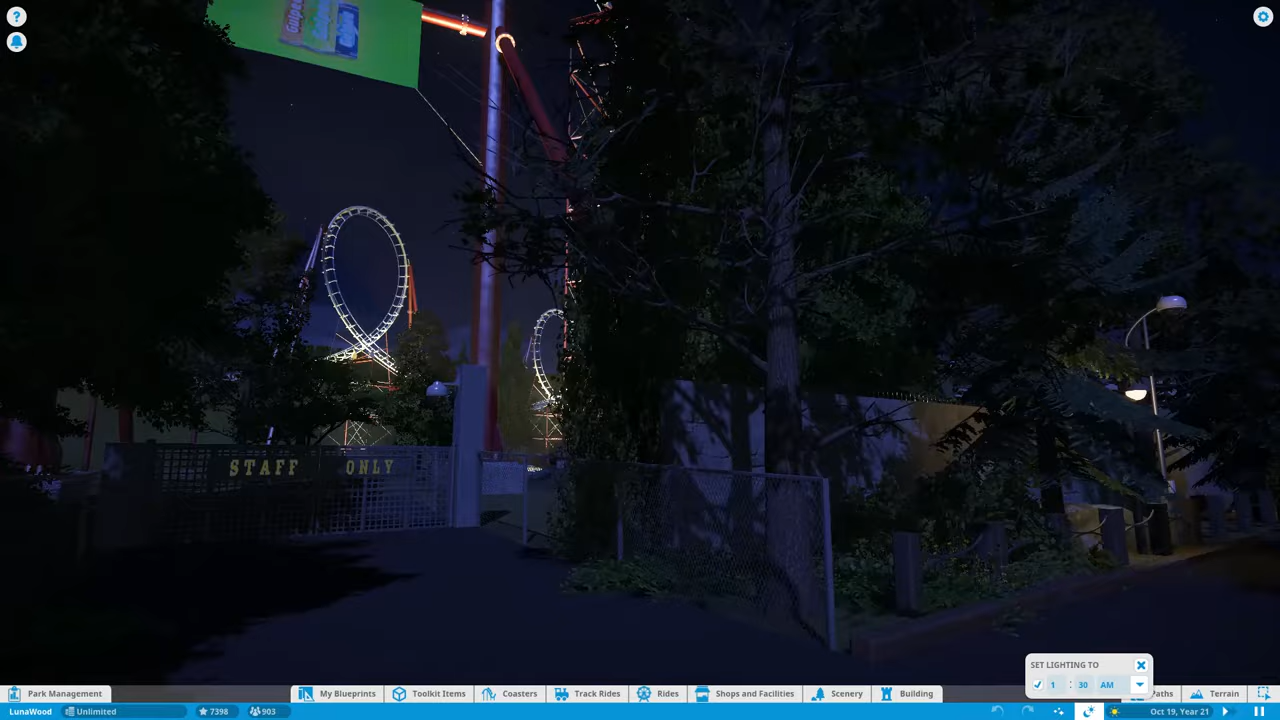 STAFF ONLY
SET LIGHTING TO
1 : 30 AM
Park Management
My Blueprints
Toolkit Items
Coasters
Track Rides
Rides
Shops and Facilities
Scenery
Building
Paths
Terrain
LunaWood
Unlimited
7398
903
Oct 19, Year 21